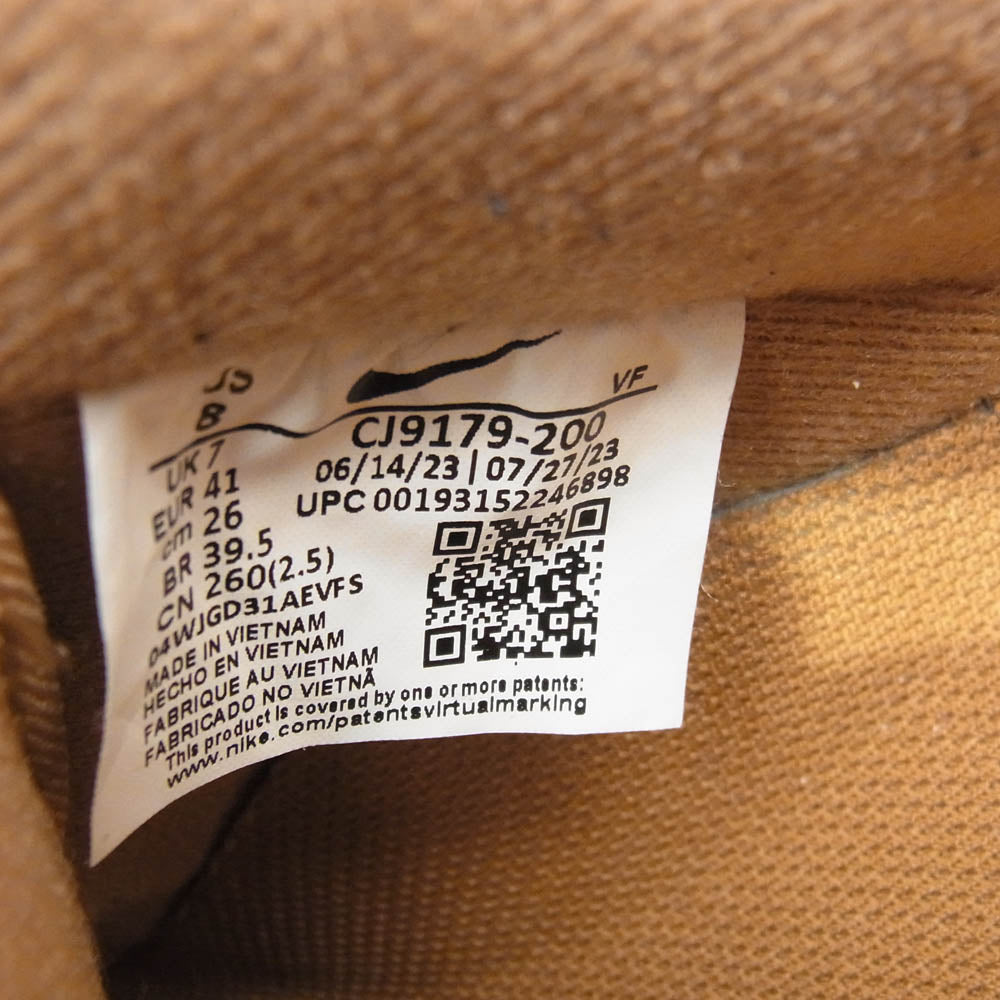 US
8
VF
CJ9179-200
06/14/23 | 07/27/23
UPC 00193152246898
UK 7
EUR 41
cm 26
BR 39.5
CN 260(2.5)
04WJGD31AEVFS
MADE IN VIETNAM
HECHO EN VIETNAM
FABRIQUE AU VIETNAM
FABRICADO NO VIETNÃ
This product is covered by one or more patents:
www.nike.com/patentsvirtualmarking